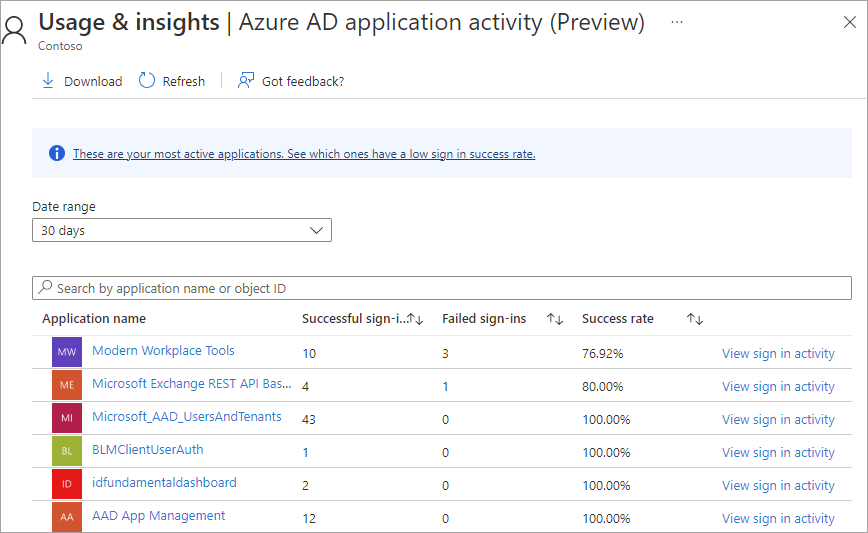 Usage & insights | Azure AD application activity (Preview) ...
Contoso
Download Refresh Got feedback?
These are your most active applications. See which ones have a low sign in success rate.
Date range
30 days
Search by application name or object ID
Application name Successful sign-i... Failed sign-ins Success rate
MW Modern Workplace Tools 10 3 76.92% View sign in activity
ME Microsoft Exchange REST API Bas... 4 1 80.00% View sign in activity
MI Microsoft_AAD_UsersAndTenants 43 0 100.00% View sign in activity
BL BLMClientUserAuth 1 0 100.00% View sign in activity
ID idfundamentaldashboard 2 0 100.00% View sign in activity
AA AAD App Management 12 0 100.00% View sign in activity